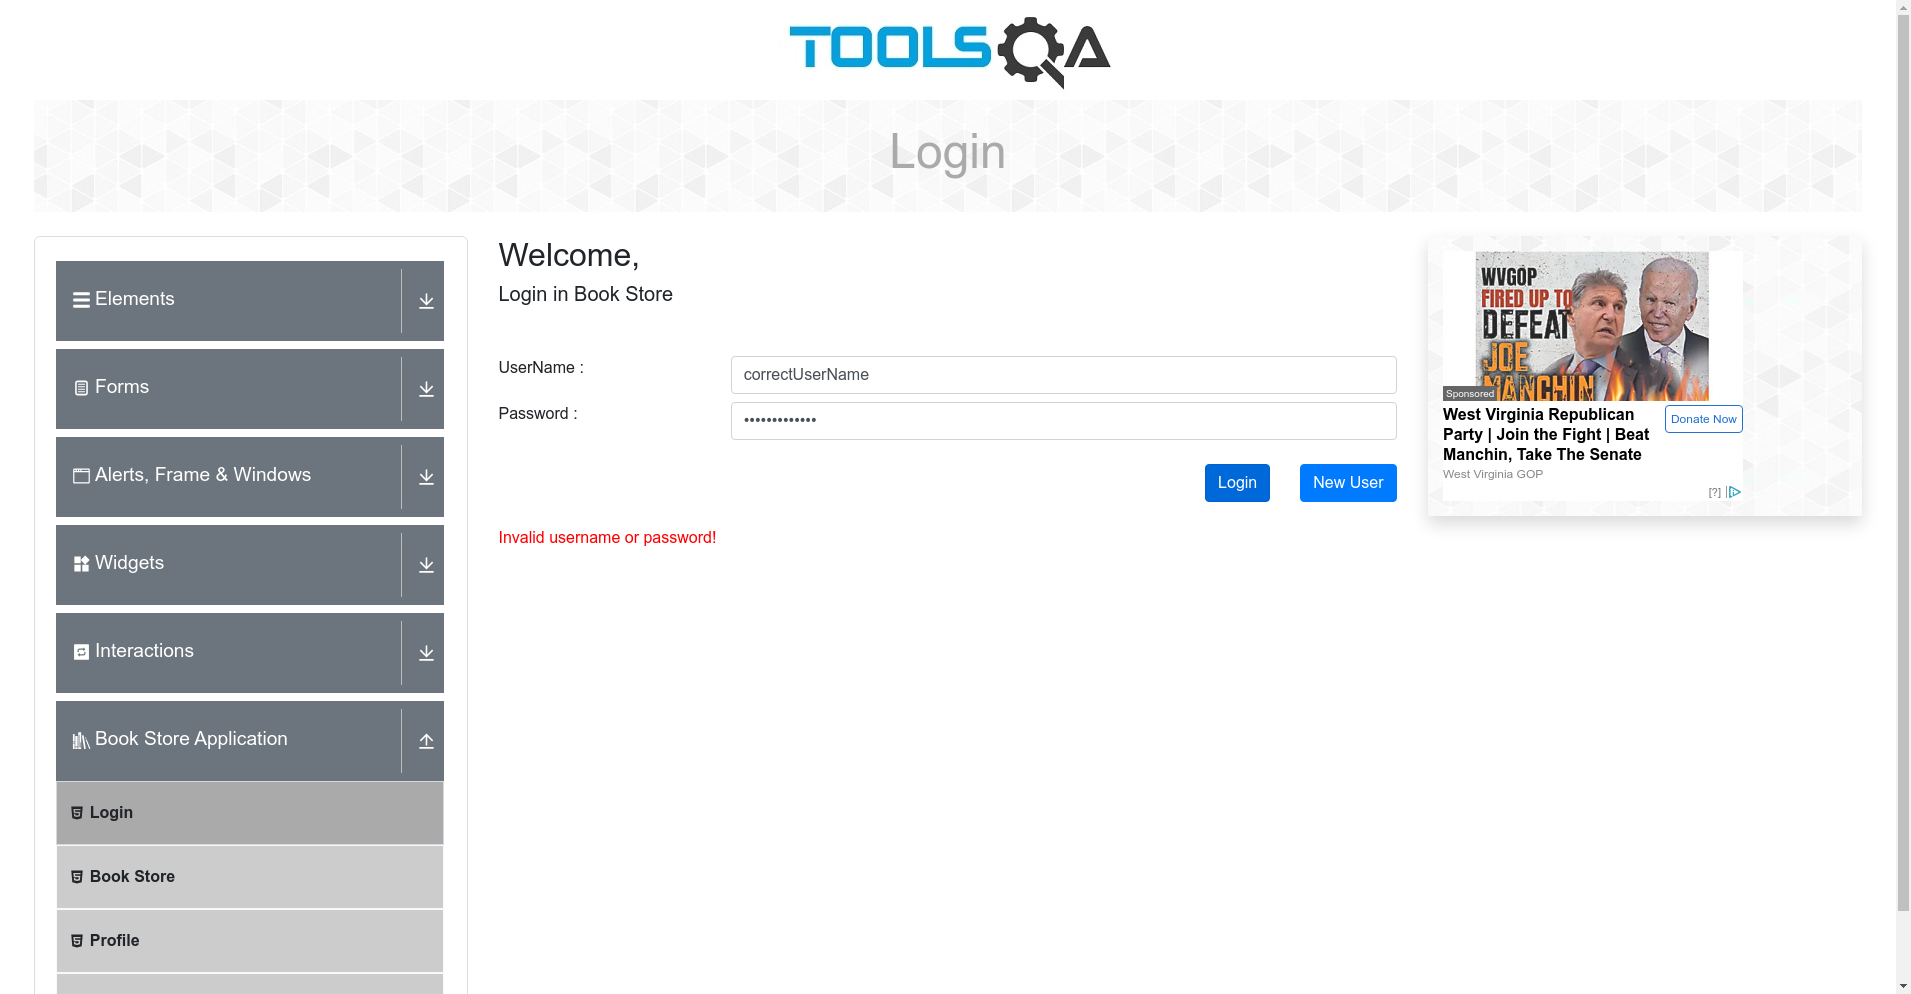 TOOLSQA
Login
Elements
Forms
Alerts, Frame & Windows
Widgets
Interactions
Book Store Application
Login
Book Store
Profile
Welcome,
Login in Book Store
UserName :
correctUserName
Password :
•••••••••••••
Login
New User
Invalid username or password!
WVGOP
FIRED UP TO
DEFEAT
JOE
MANCHIN
Sponsored
West Virginia Republican
Party | Join the Fight | Beat
Manchin, Take The Senate
Donate Now
West Virginia GOP
[?]